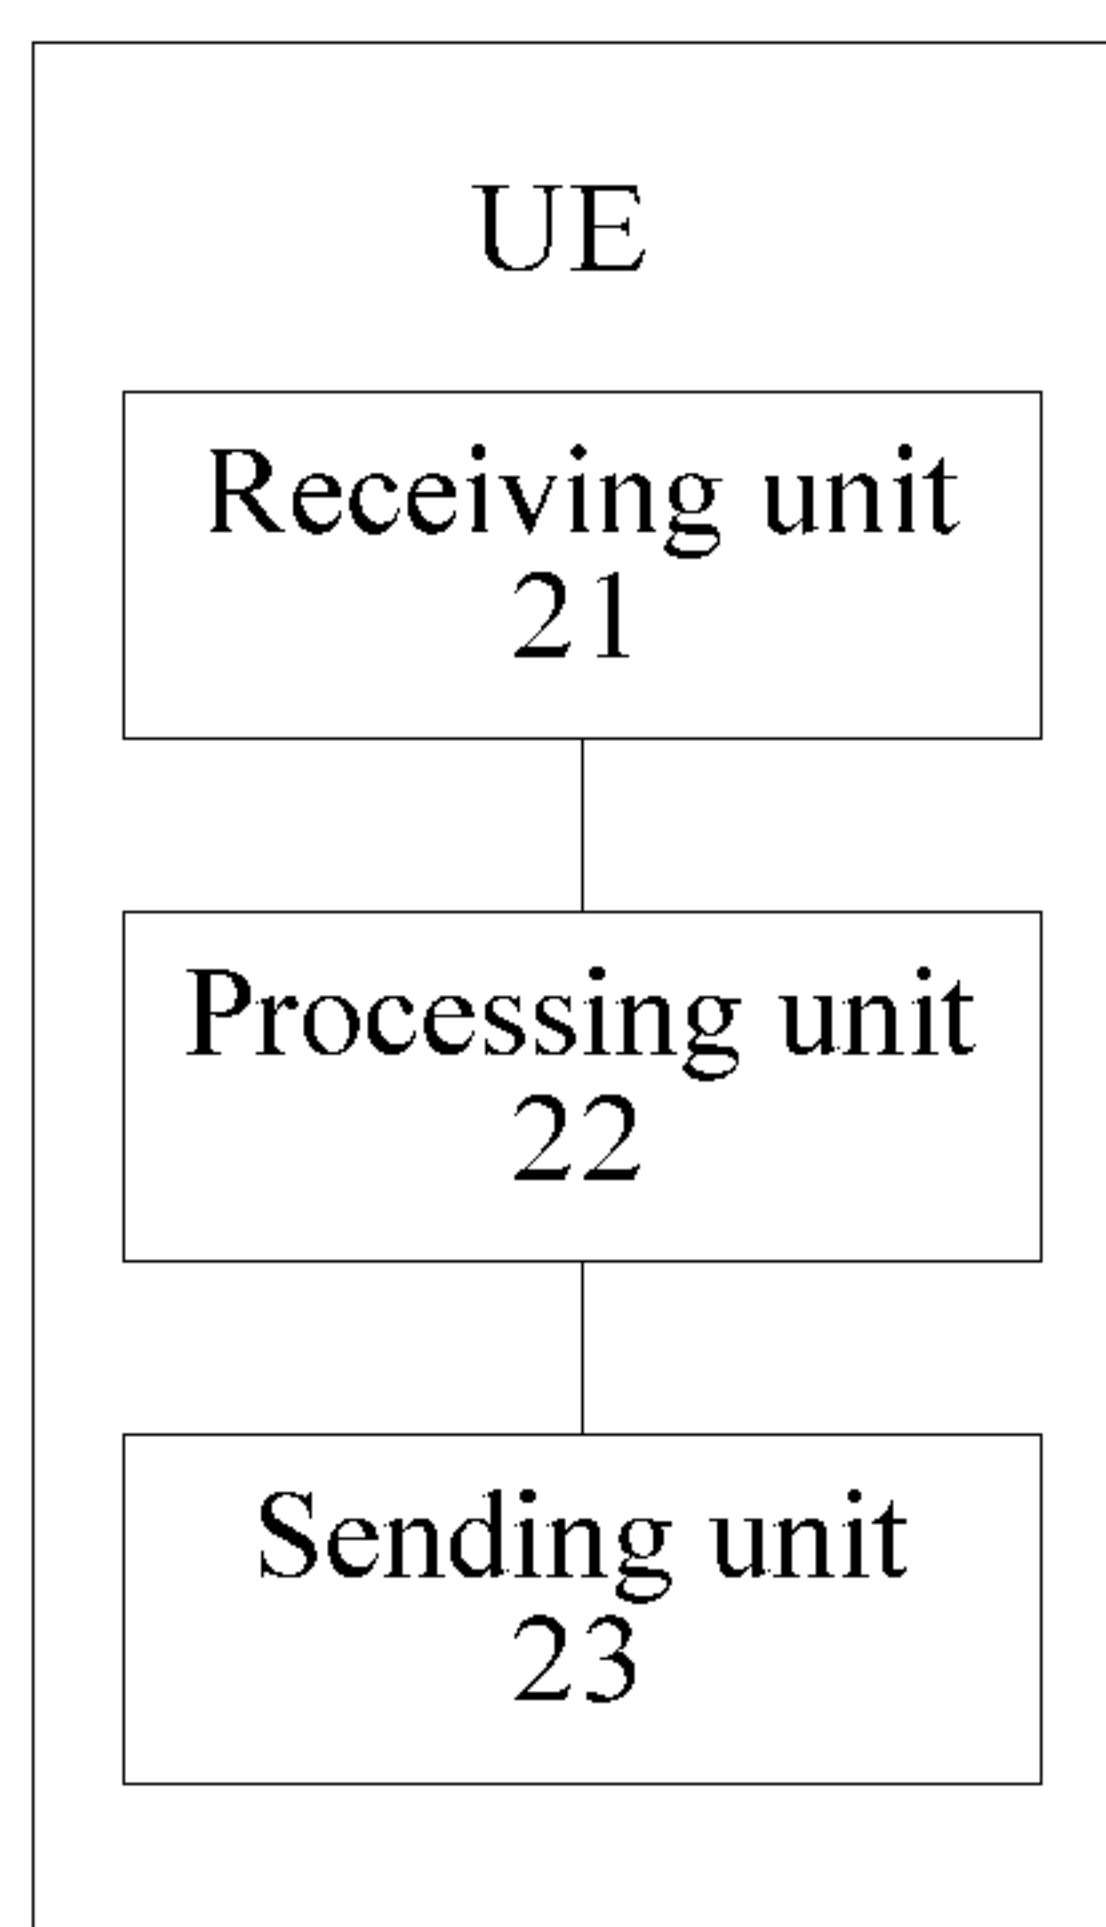 UE
Receiving unit
21
Processing unit
22
Sending unit
23